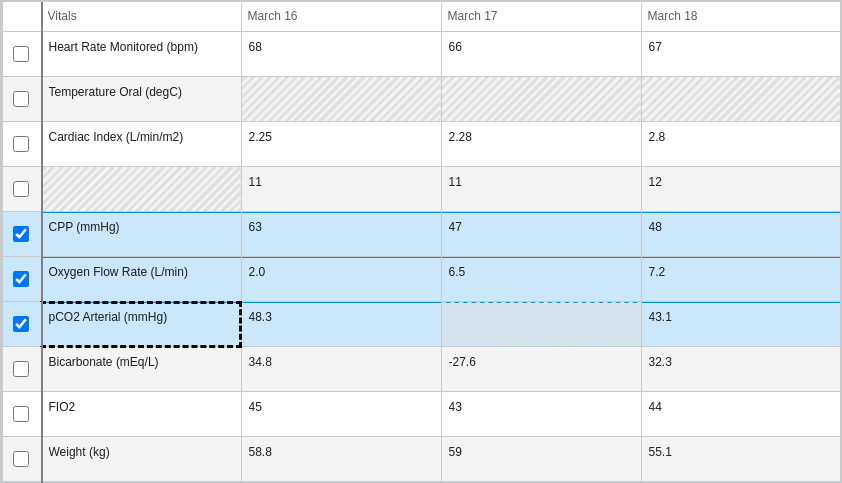 Vitals March 16 March 17 March 18
Heart Rate Monitored (bpm) 68 66 67
Temperature Oral (degC)
Cardiac Index (L/min/m2) 2.25 2.28 2.8
11 11 12
CPP (mmHg) 63 47 48
Oxygen Flow Rate (L/min) 2.0 6.5 7.2
pCO2 Arterial (mmHg) 48.3 43.1
Bicarbonate (mEq/L) 34.8 -27.6 32.3
FIO2 45 43 44
Weight (kg) 58.8 59 55.1